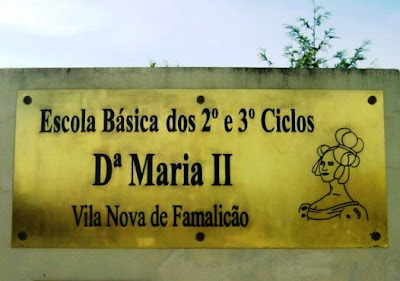 Escola Básica dos 2º e 3º Ciclos
Dª Maria II
Vila Nova de Famalicão